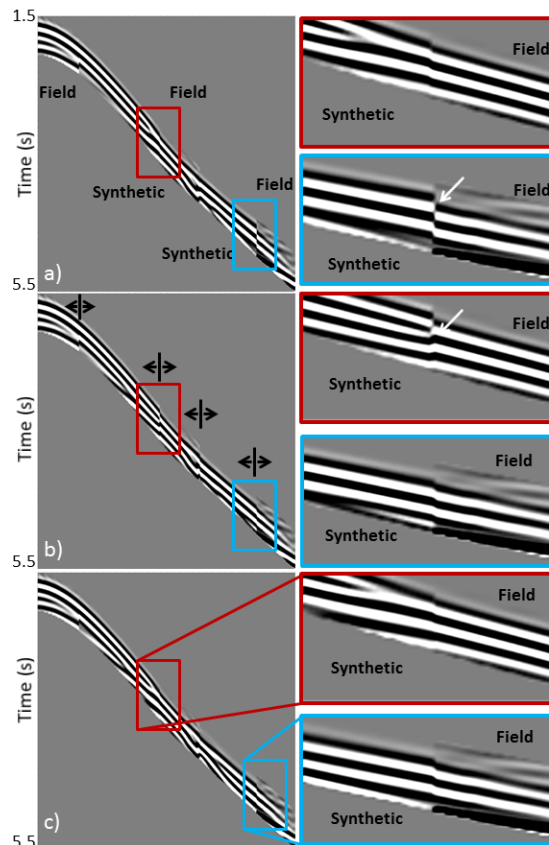 1.5
Time (s)
5.5
a)
Field
Field
Synthetic
Field
Synthetic
Field
Synthetic
Field
Synthetic
Time (s)
5.5
b)
Field
Synthetic
Field
Synthetic
Time (s)
5.5
c)
Field
Synthetic
Field
Synthetic